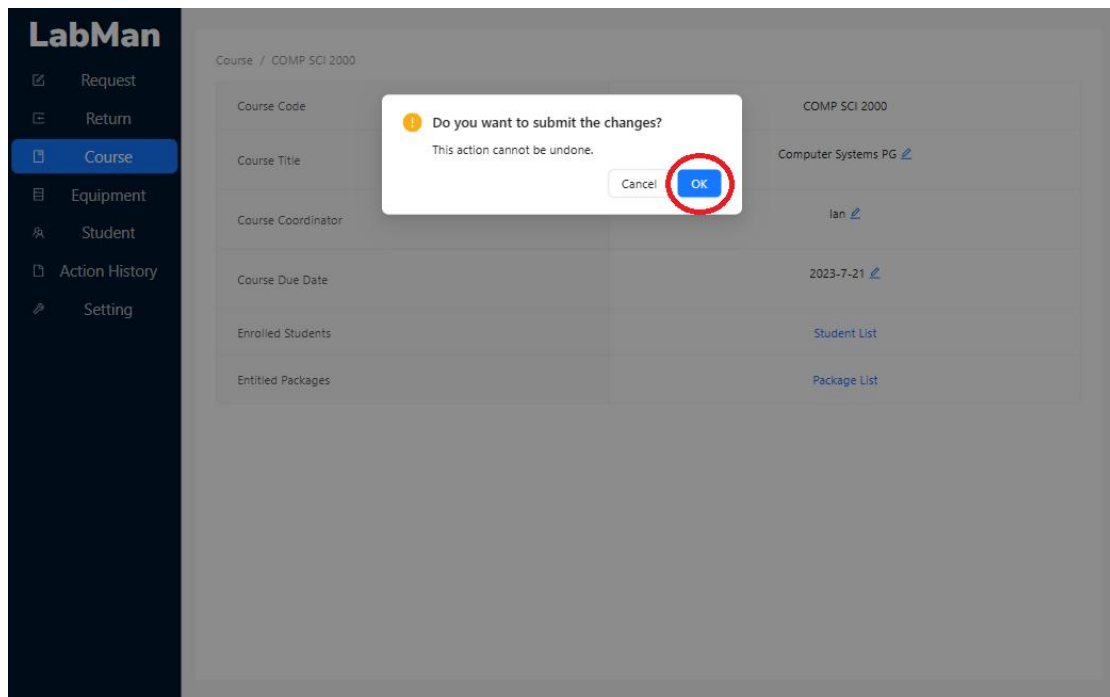 LabMan
Request
Return
Course
Equipment
Student
Action History
Setting
Course / COMP SCI 2000
Course Code
COMP SCI 2000
Course Title
Computer Systems PG
Course Coordinator
Ian
Course Due Date
2023-7-21
Enrolled Students
Student List
Entitled Packages
Package List
Do you want to submit the changes?
This action cannot be undone.
Cancel
OK